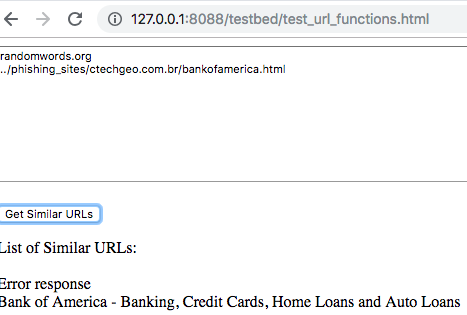 127.0.0.1:8088/testbed/test_url_functions.html
randomwords.org
../phishing_sites/ctechgeo.com.br/bankofamerica.html
Get Similar URLs
List of Similar URLs:
Error response
Bank of America - Banking, Credit Cards, Home Loans and Auto Loans